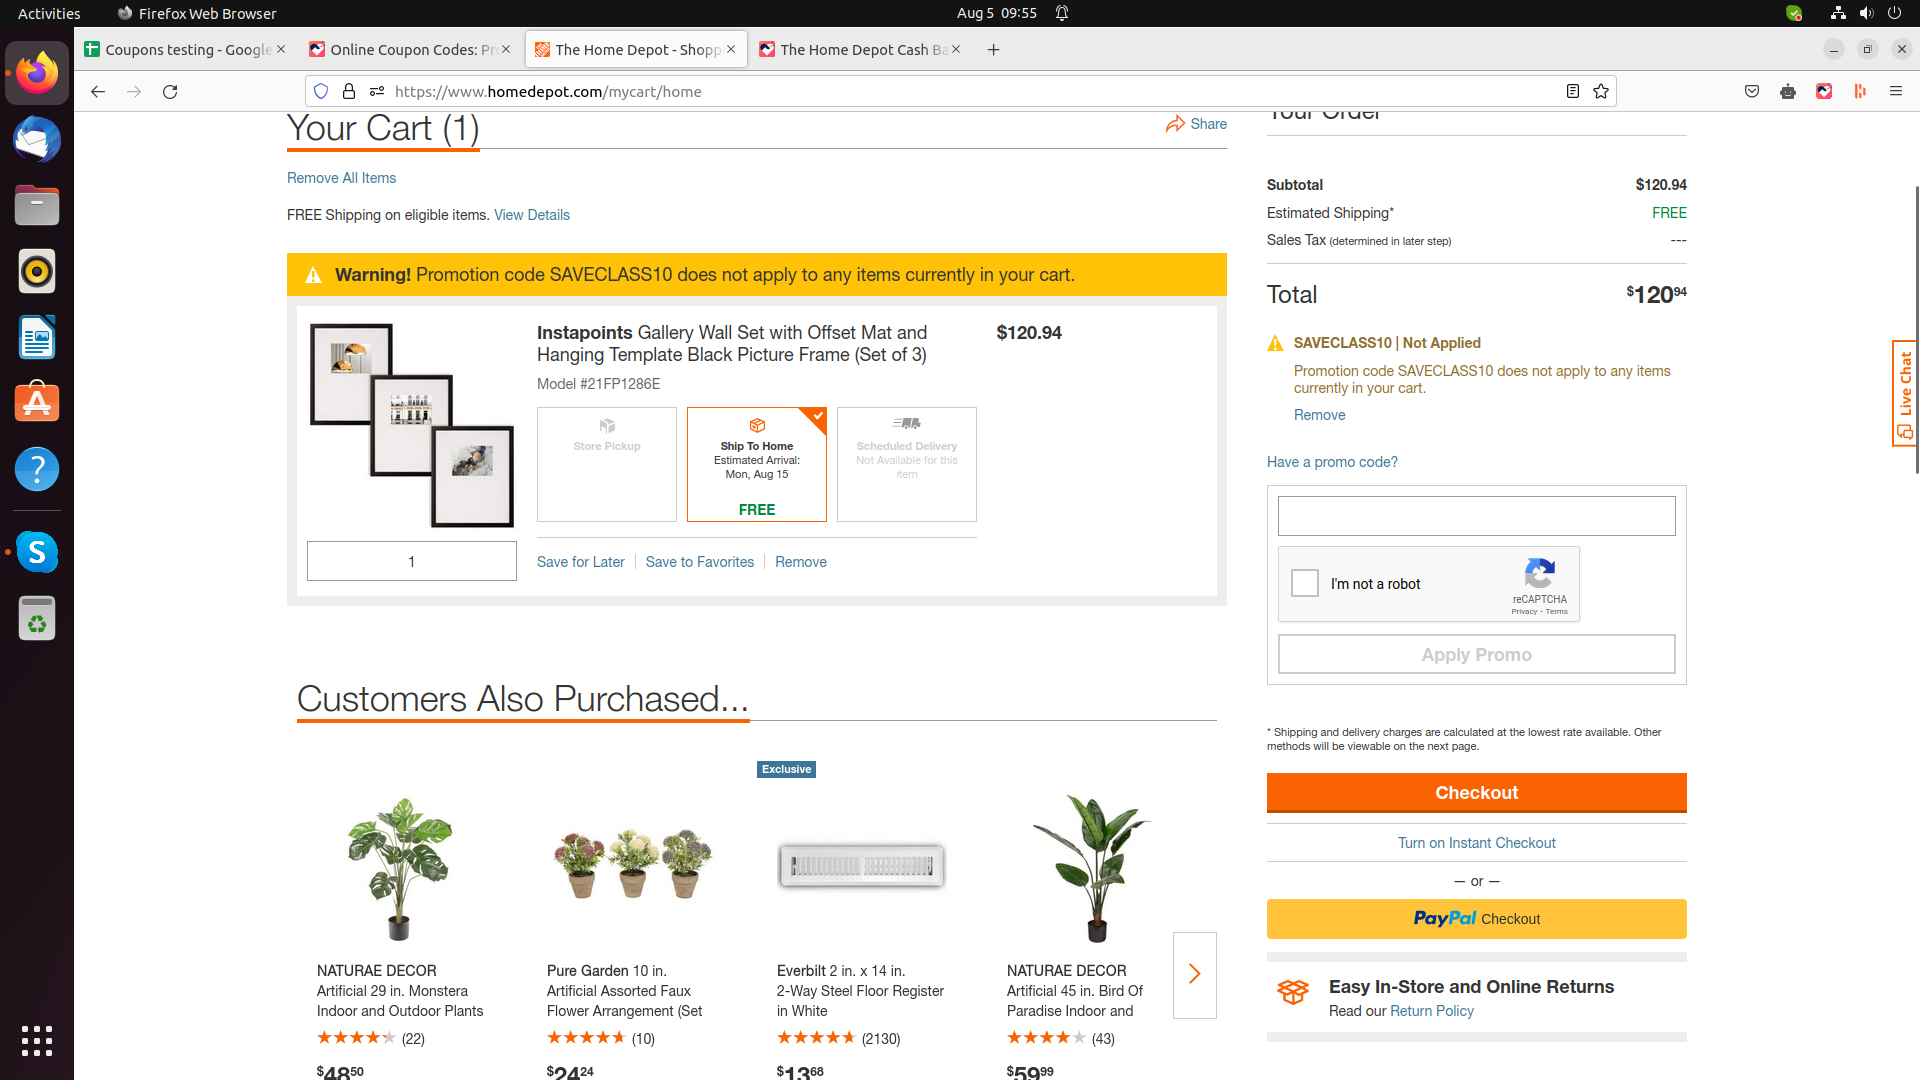 Activities
Firefox Web Browser
Aug 5 09:55
Coupons testing - Google
Online Coupon Codes: Pr
The Home Depot - Shopp
The Home Depot Cash Ba
https://www.homedepot.com/mycart/home
Your Cart (1)
Share
Remove All Items
FREE Shipping on eligible items. View Details
Warning! Promotion code SAVECLASS10 does not apply to any items currently in your cart.
Instapoints Gallery Wall Set with Offset Mat and
Hanging Template Black Picture Frame (Set of 3)
$120.94
Model #21FP1286E
Store Pickup
Ship To Home
Estimated Arrival:
Mon, Aug 15
FREE
Scheduled Delivery
Not Available for this
item
1
Save for Later
Save to Favorites
Remove
Your Order
Subtotal
$120.94
Estimated Shipping*
FREE
Sales Tax (determined in later step)
---
Total
$12094
SAVECLASS10 | Not Applied
Promotion code SAVECLASS10 does not apply to any items
currently in your cart.
Remove
Have a promo code?
I'm not a robot
reCAPTCHA
Privacy - Terms
Apply Promo
* Shipping and delivery charges are calculated at the lowest rate available. Other
methods will be viewable on the next page.
Checkout
Turn on Instant Checkout
— or —
PayPal Checkout
Easy In-Store and Online Returns
Read our Return Policy
Live Chat
Customers Also Purchased...
NATURAE DECOR
Artificial 29 in. Monstera
Indoor and Outdoor Plants
(22)
$4850
Pure Garden 10 in.
Artificial Assorted Faux
Flower Arrangement (Set
(10)
$2424
Exclusive
Everbilt 2 in. x 14 in.
2-Way Steel Floor Register
in White
(2130)
$1368
NATURAE DECOR
Artificial 45 in. Bird Of
Paradise Indoor and
(43)
$5999